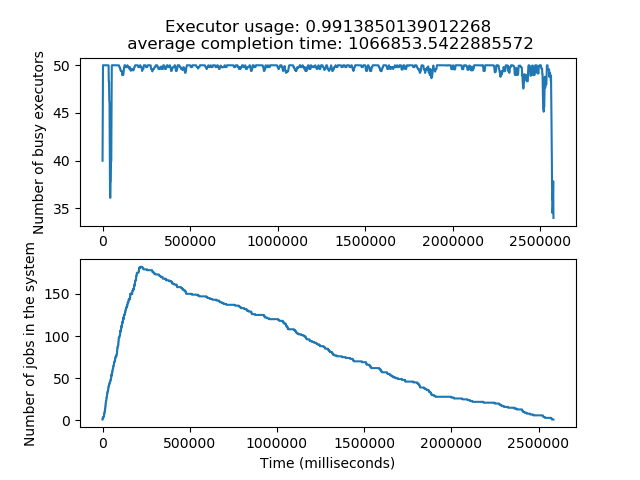 Executor usage: 0.9913850139012268
average completion time: 1066853.5422885572
Number of busy executors
50
45
40
35
0 500000 1000000 1500000 2000000 2500000
Number of jobs in the system
150
100
50
0
0 500000 1000000 1500000 2000000 2500000
Time (milliseconds)